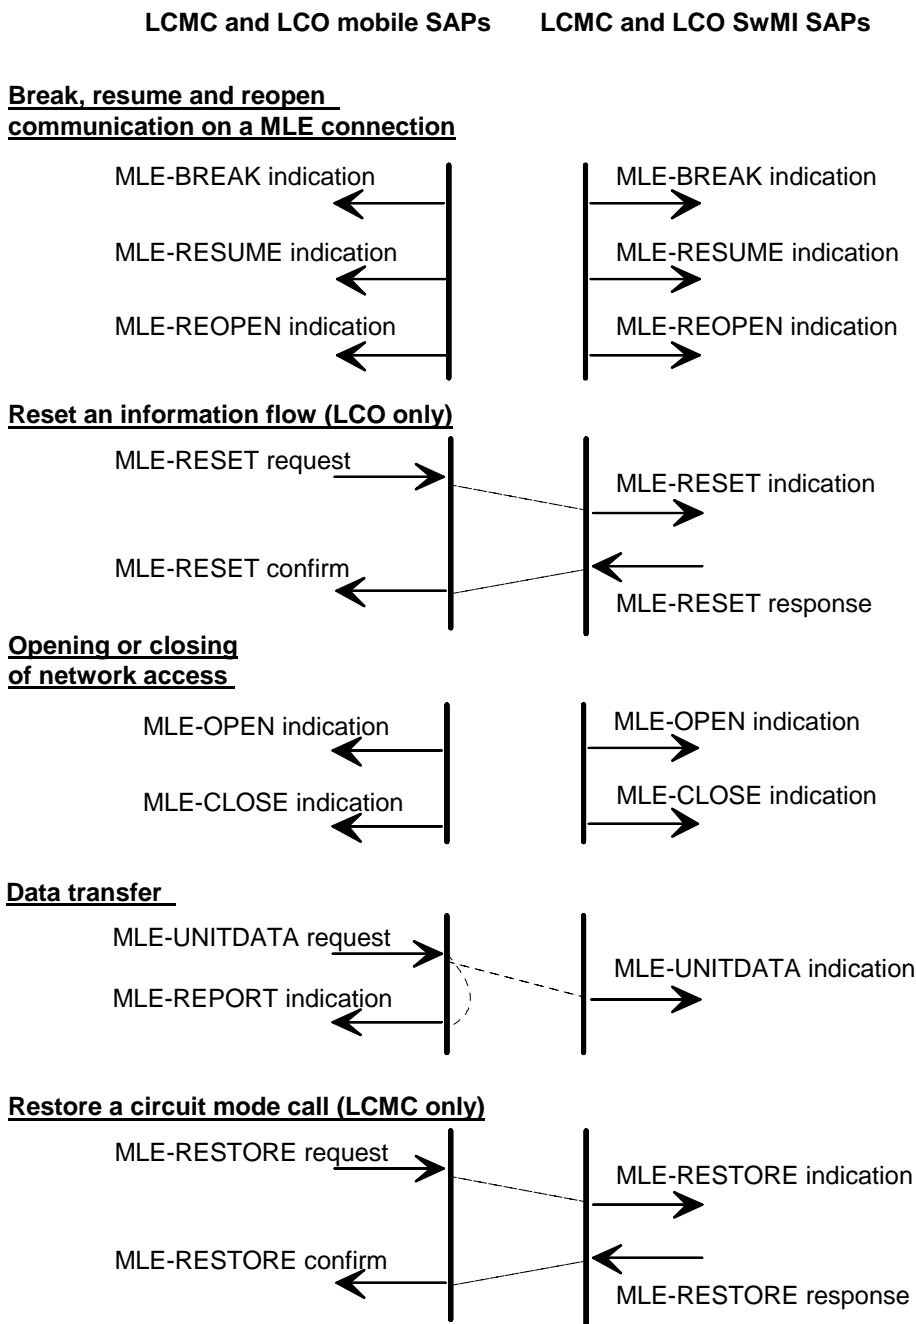 LCMC and LCO mobile SAPs    LCMC and LCO SwMI SAPs
Break, resume and reopen
communication on a MLE connection
MLE-BREAK indication    MLE-BREAK indication
MLE-RESUME indication    MLE-RESUME indication
MLE-REOPEN indication    MLE-REOPEN indication
Reset an information flow (LCO only)
MLE-RESET request
MLE-RESET indication
MLE-RESET confirm
MLE-RESET response
Opening or closing
of network access
MLE-OPEN indication    MLE-OPEN indication
MLE-CLOSE indication    MLE-CLOSE indication
Data transfer
MLE-UNITDATA request
MLE-UNITDATA indication
MLE-REPORT indication
Restore a circuit mode call (LCMC only)
MLE-RESTORE request
MLE-RESTORE indication
MLE-RESTORE confirm
MLE-RESTORE response